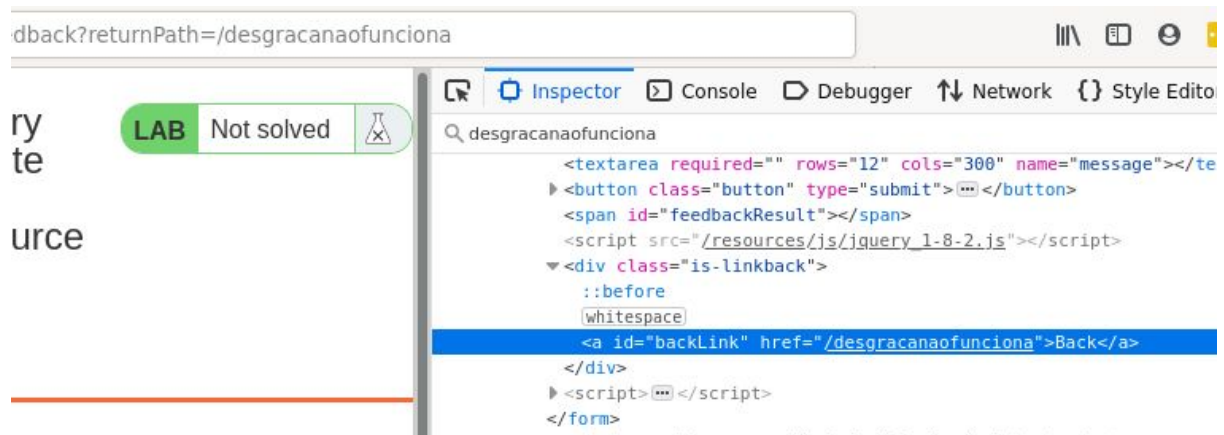 dback?returnPath=/desgracanaofunciona
ry
te
LAB Not solved
urce
Inspector Console Debugger Network {} Style Edito
desgracanaofunciona
<textarea required="" rows="12" cols="300" name="message"></te
<button class="button" type="submit">⋯</button>
<span id="feedbackResult"></span>
<script src="/resources/js/jquery_1-8-2.js"></script>
<div class="is-linkback">
::before
whitespace
<a id="backLink" href="/desgracanaofunciona">Back</a>
</div>
<script>⋯</script>
</form>